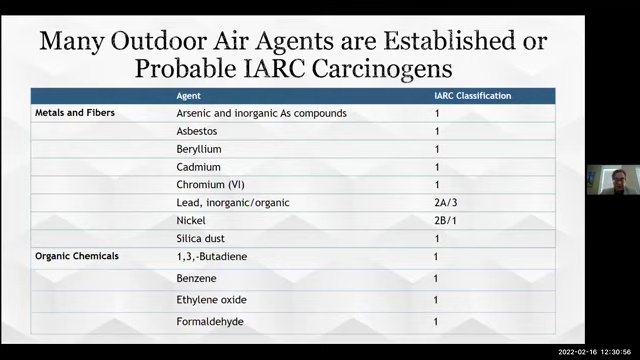 Many Outdoor Air Agents are Established or
Probable IARC Carcinogens
Agent IARC Classification
Metals and Fibers Arsenic and inorganic As compounds 1
Asbestos 1
Beryllium 1
Cadmium 1
Chromium (VI) 1
Lead, inorganic/organic 2A/3
Nickel 2B/1
Silica dust 1
Organic Chemicals 1,3,-Butadiene 1
Benzene 1
Ethylene oxide 1
Formaldehyde 1
2022-02-16 12:30:56